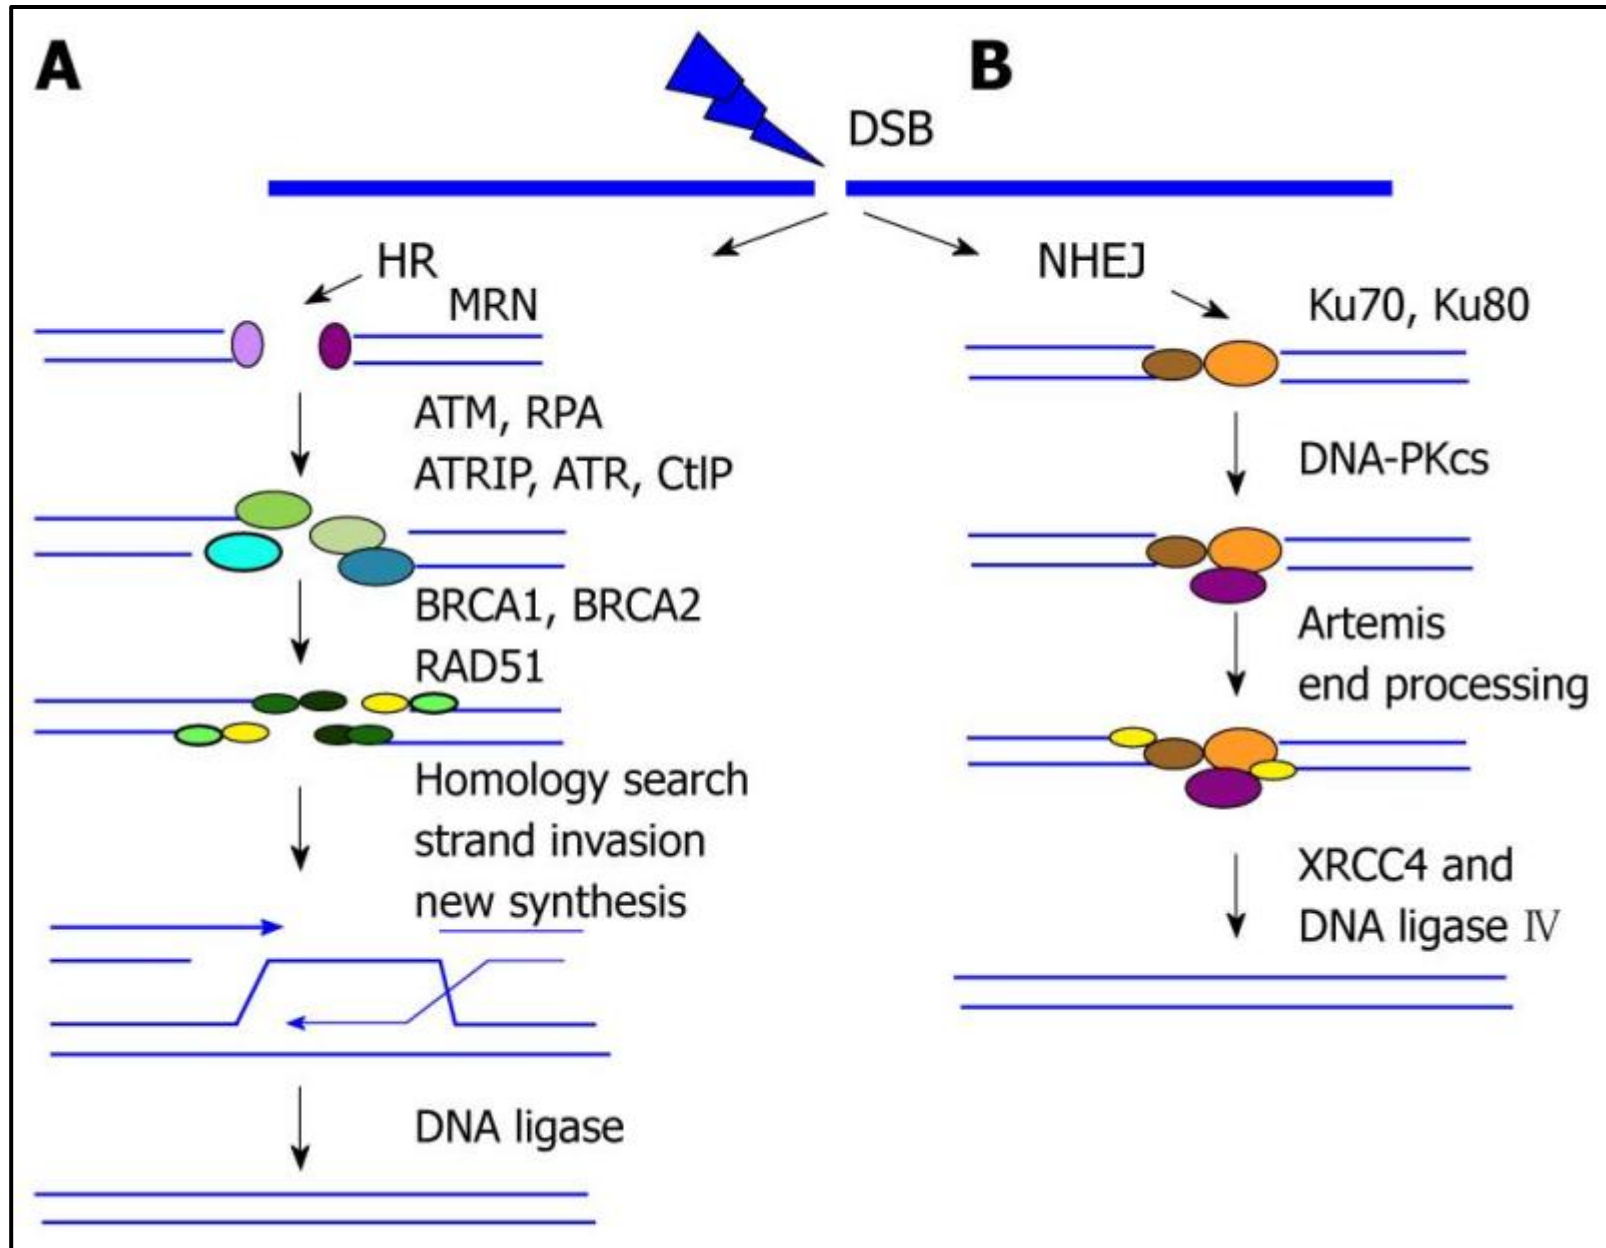 A
B
DSB
HR
MRN
ATM, RPA
ATRIP, ATR, CtlP
BRCA1, BRCA2
RAD51
Homology search
strand invasion
new synthesis
DNA ligase
NHEJ
Ku70, Ku80
DNA-PKcs
Artemis
end processing
XRCC4 and
DNA ligase Ⅳ